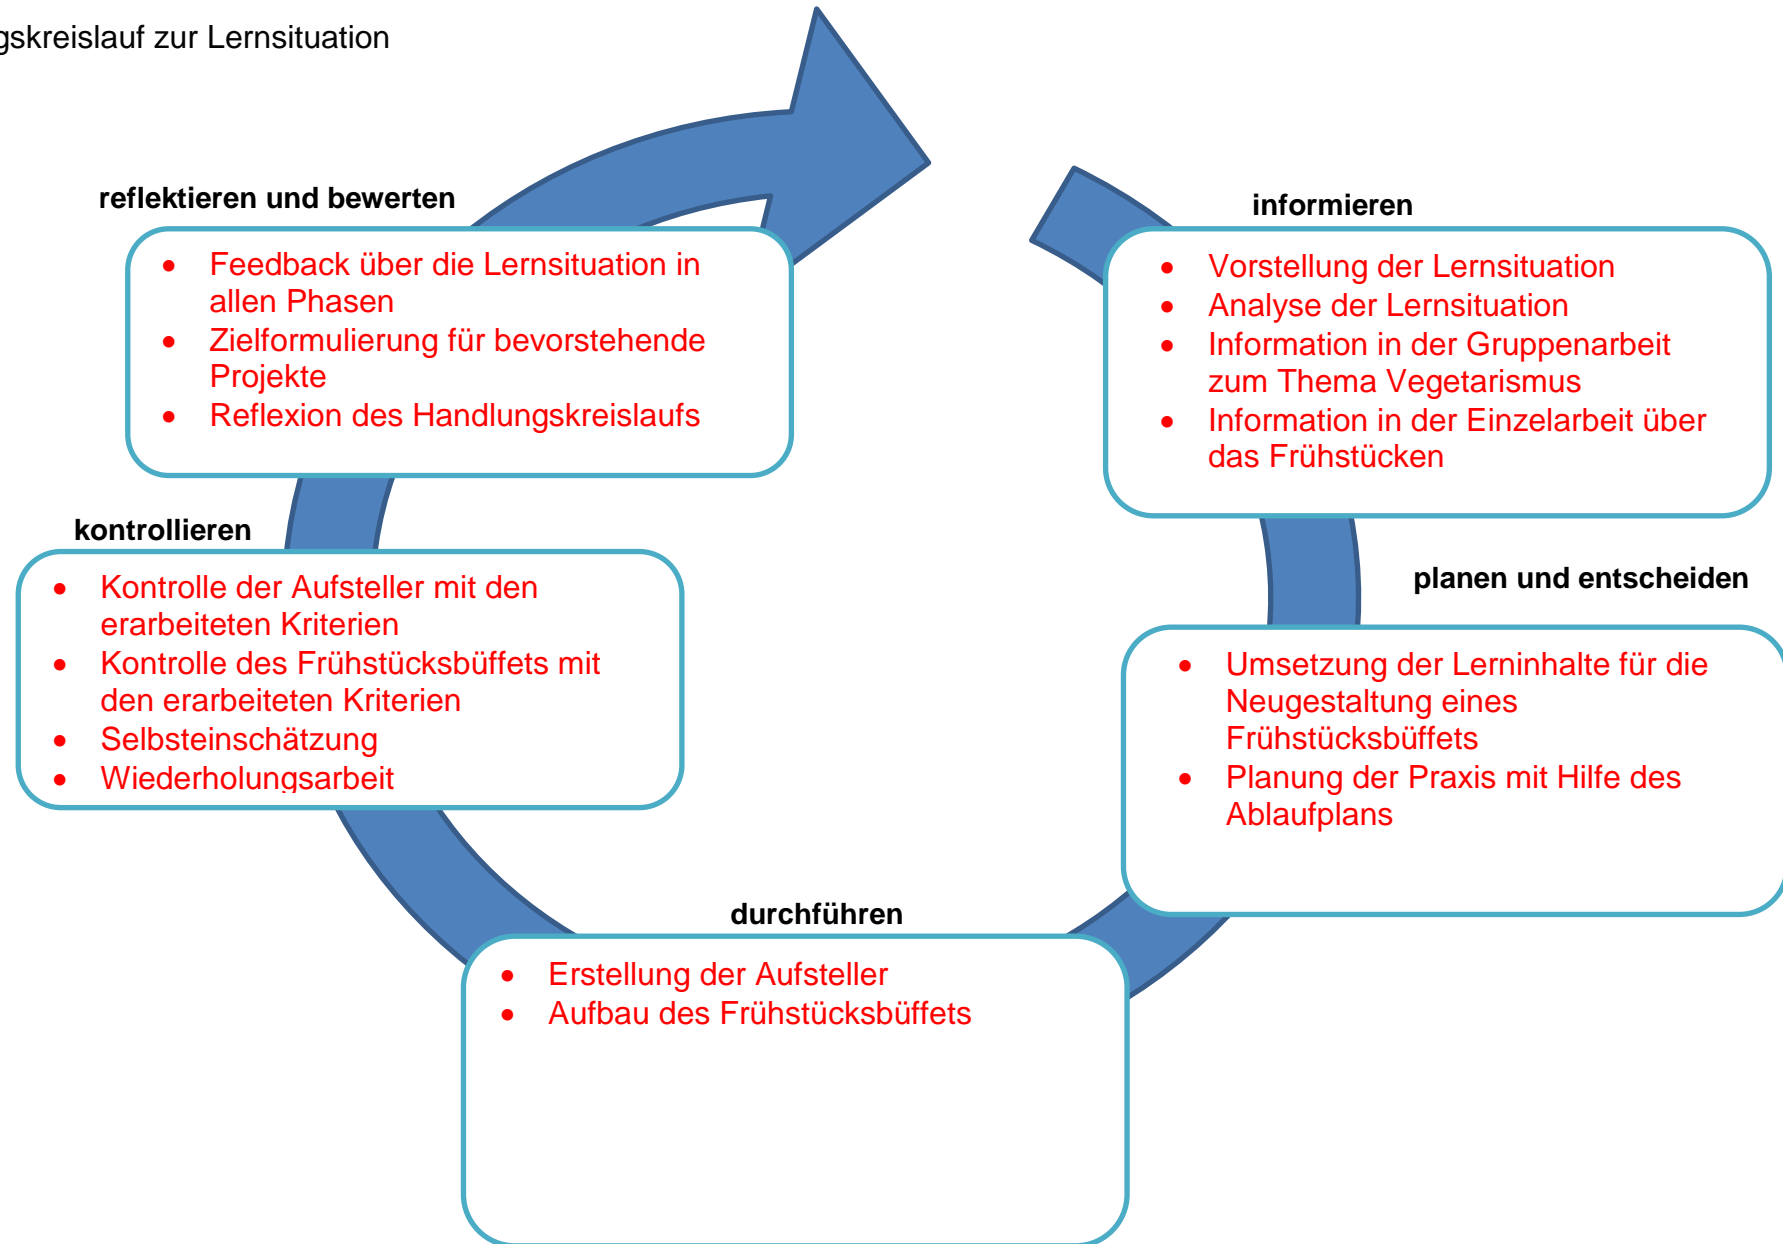 gskreislauf zur Lernsituation
reflektieren und bewerten
• Feedback über die Lernsituation in
allen Phasen
• Zielformulierung für bevorstehende
Projekte
• Reflexion des Handlungskreislaufs
informieren
• Vorstellung der Lernsituation
• Analyse der Lernsituation
• Information in der Gruppenarbeit
zum Thema Vegetarismus
• Information in der Einzelarbeit über
das Frühstücken
kontrollieren
• Kontrolle der Aufsteller mit den
erarbeiteten Kriterien
• Kontrolle des Frühstücksbüffets mit
den erarbeiteten Kriterien
• Selbsteinschätzung
• Wiederholungsarbeit
planen und entscheiden
• Umsetzung der Lerninhalte für die
Neugestaltung eines
Frühstücksbüffets
• Planung der Praxis mit Hilfe des
Ablaufplans
durchführen
• Erstellung der Aufsteller
• Aufbau des Frühstücksbüffets